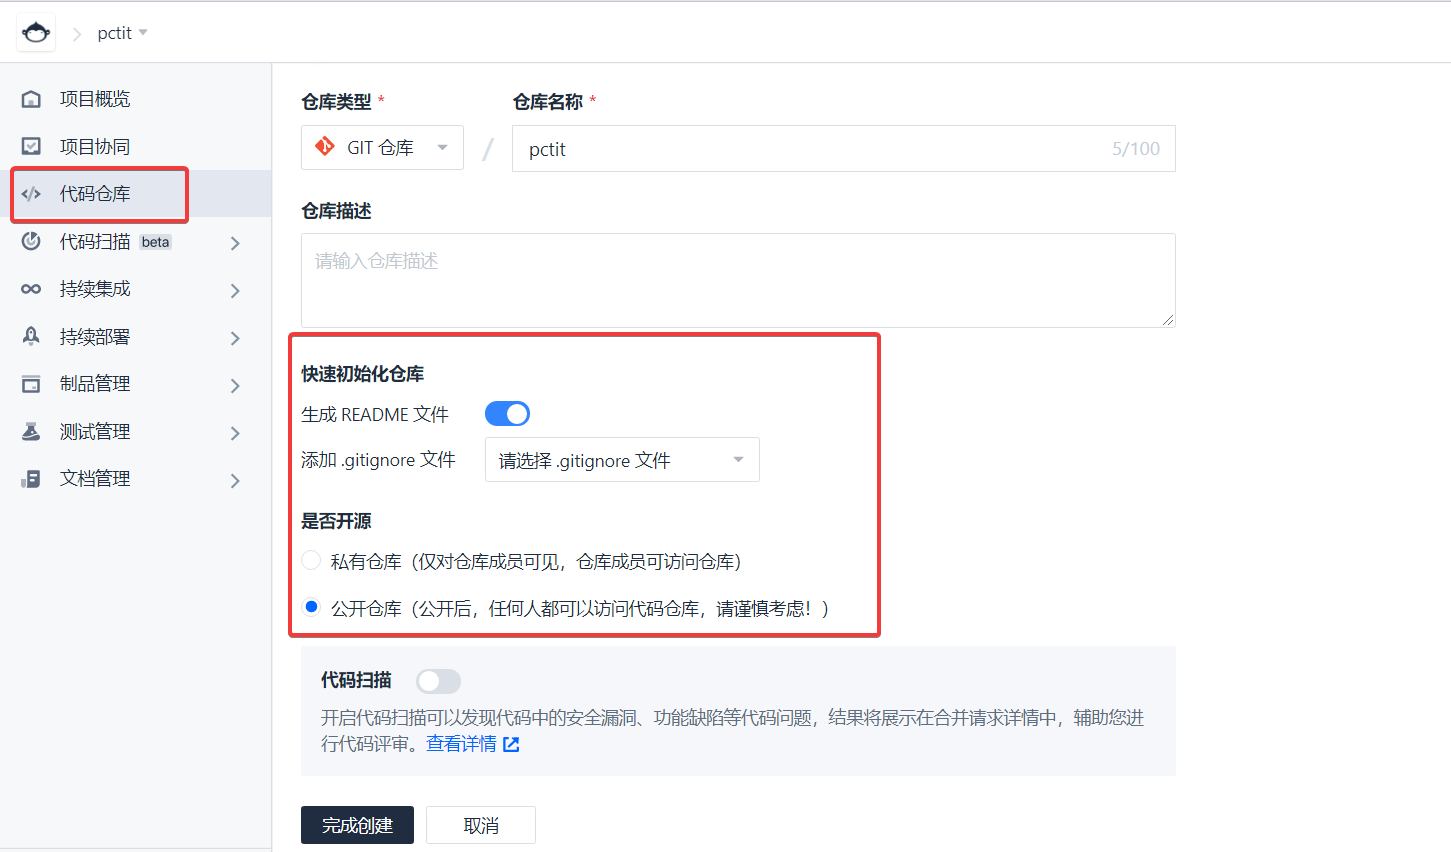 pctit
项目概览
项目协同
代码仓库
代码扫描 beta
持续集成
持续部署
制品管理
测试管理
文档管理
仓库类型 * 仓库名称 *
GIT 仓库 / pctit 5/100
仓库描述
请输入仓库描述
快速初始化仓库
生成 README 文件
添加 .gitignore 文件 请选择 .gitignore 文件
是否开源
私有仓库（仅对仓库成员可见，仓库成员可访问仓库）
公开仓库（公开后，任何人都可以访问代码仓库，请谨慎考虑！）
代码扫描
开启代码扫描可以发现代码中的安全漏洞、功能缺陷等代码问题，结果将展示在合并请求详情中，辅助您进
行代码评审。查看详情
完成创建 取消